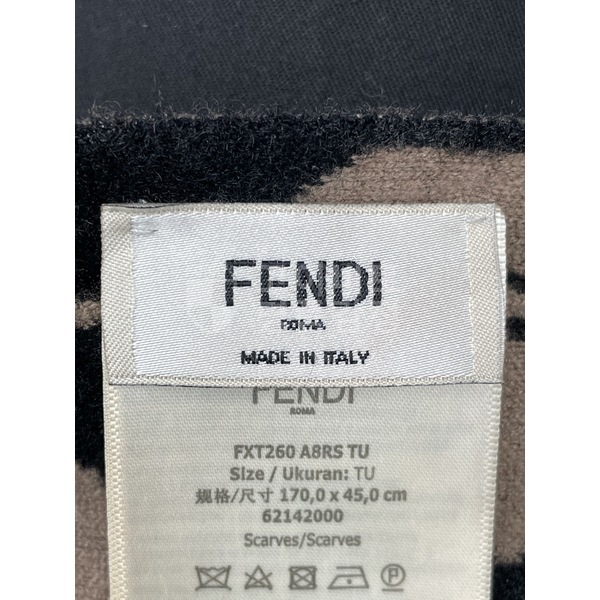 FENDI
ROMA
MADE IN ITALY
FENDI
ROMA
FXT260 A8RS TU
Size / Ukuran: TU
规格/尺寸 170,0 x 45,0 cm
62142000
Scarves/Scarves
P